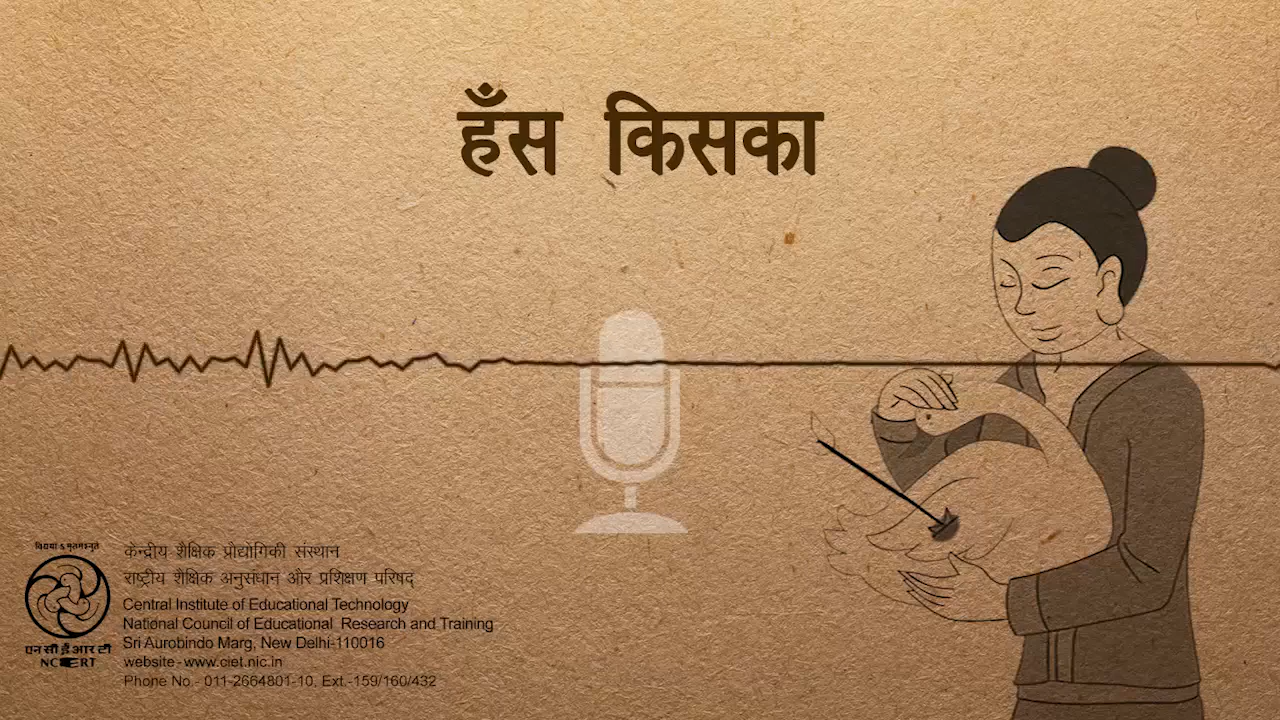 हँस किसका
विद्यया ऽ मृतमश्नुते
एन सी ई आर टी
NCERT
केन्द्रीय शैक्षिक प्रौद्योगिकी संस्थान
राष्ट्रीय शैक्षिक अनुसंधान और प्रशिक्षण परिषद्
Central Institute of Educational Technology
National Council of Educational Research and Training
Sri Aurobindo Marg, New Delhi-110016
website - www.ciet.nic.in
Phone No.- 011-2664801-10, Ext.-159/160/432